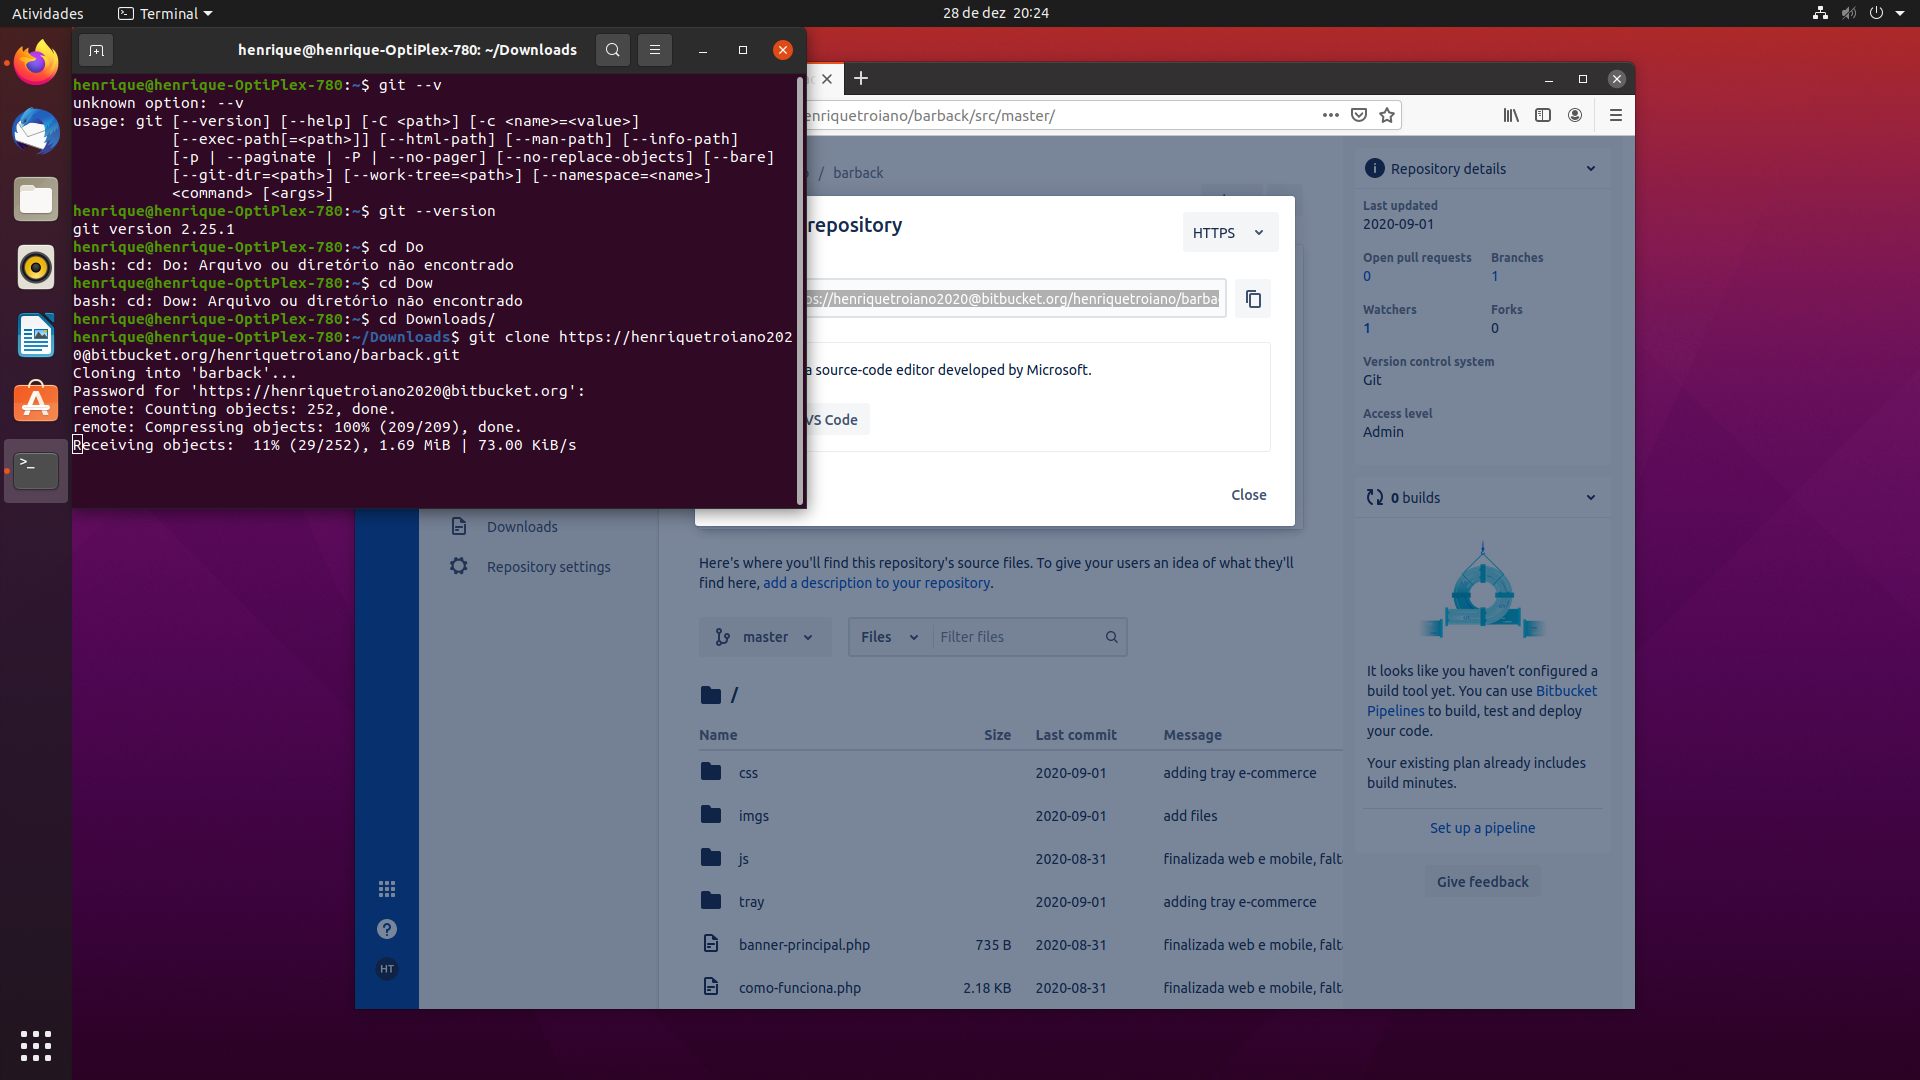 Atividades
Terminal
28 de dez 20:24
henrique@henrique-OptiPlex-780: ~/Downloads
henrique@henrique-OptiPlex-780:~$ git --v
unknown option: --v
usage: git [--version] [--help] [-C <path>] [-c <name>=<value>]
[--exec-path[=<path>]] [--html-path] [--man-path] [--info-path]
[-p | --paginate | -P | --no-pager] [--no-replace-objects] [--bare]
[--git-dir=<path>] [--work-tree=<path>] [--namespace=<name>]
<command> [<args>]
henrique@henrique-OptiPlex-780:~$ git --version
git version 2.25.1
henrique@henrique-OptiPlex-780:~$ cd Do
bash: cd: Do: Arquivo ou diretório não encontrado
henrique@henrique-OptiPlex-780:~$ cd Dow
bash: cd: Dow: Arquivo ou diretório não encontrado
henrique@henrique-OptiPlex-780:~$ cd Downloads/
henrique@henrique-OptiPlex-780:~/Downloads$ git clone https://henriquetroiano202
0@bitbucket.org/henriquetroiano/barback.git
Cloning into 'barback'...
Password for 'https://henriquetroiano2020@bitbucket.org':
remote: Counting objects: 252, done.
remote: Compressing objects: 100% (209/209), done.
Receiving objects:  11% (29/252), 1.69 MiB | 73.00 KiB/s
enriquetroiano/barback/src/master/
/ barback
repository
HTTPS
ps://henriquetroiano2020@bitbucket.org/henriquetroiano/barba
a source-code editor developed by Microsoft.
VS Code
Close
Downloads
Repository settings
Here's where you'll find this repository's source files. To give your users an idea of what they'll
find here, add a description to your repository.
master
Files
Filter files
/
Name Size Last commit Message
css 2020-09-01 adding tray e-commerce
imgs 2020-09-01 add files
js 2020-08-31 finalizada web e mobile, falt
tray 2020-09-01 adding tray e-commerce
banner-principal.php 735 B 2020-08-31 finalizada web e mobile, falt
como-funciona.php 2.18 KB 2020-08-31 finalizada web e mobile, falt
HT
Repository details
Last updated
2020-09-01
Open pull requests Branches
0 1
Watchers Forks
1 0
Version control system
Git
Access level
Admin
0 builds
It looks like you haven't configured a
build tool yet. You can use Bitbucket
Pipelines to build, test and deploy
your code.
Your existing plan already includes
build minutes.
Set up a pipeline
Give feedback